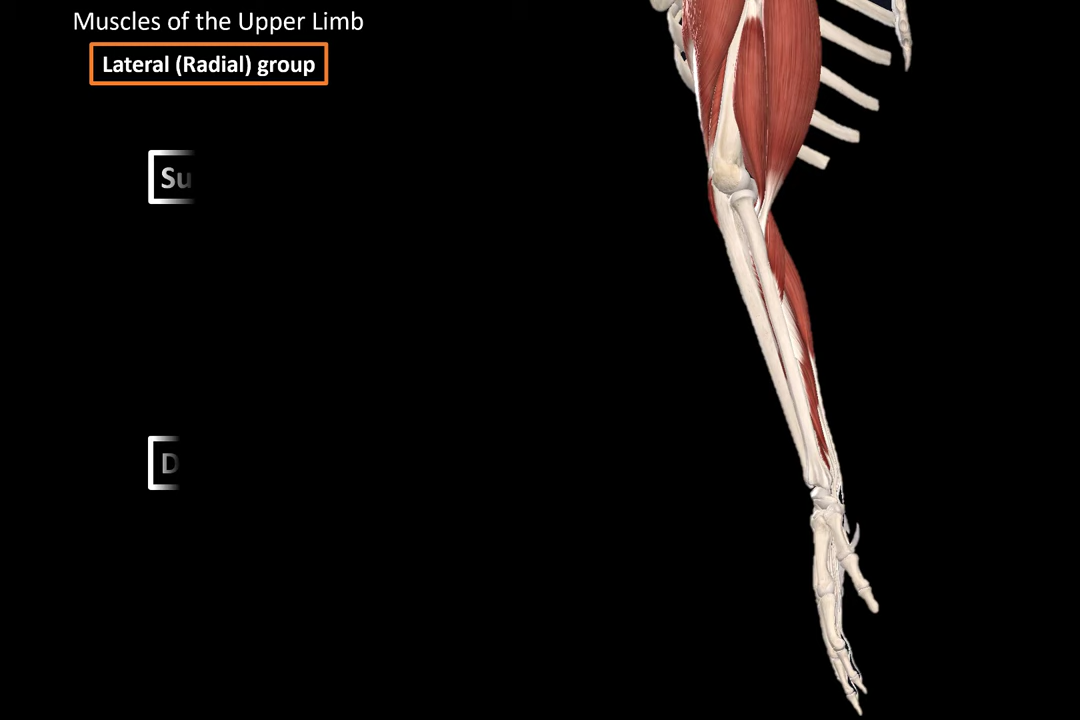 Muscles of the Upper Limb
Lateral (Radial) group
Su
D